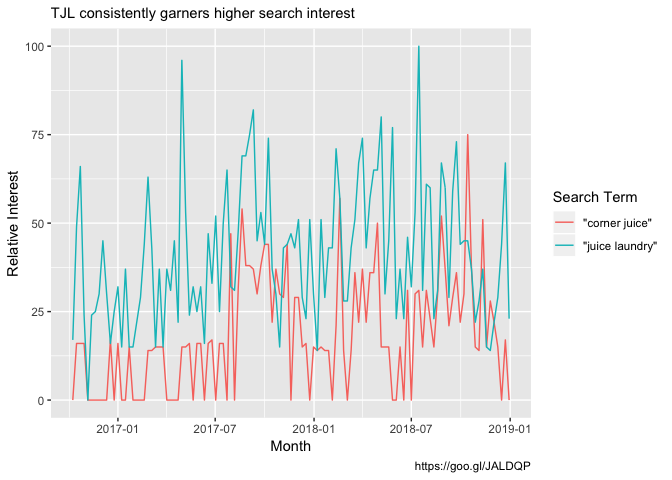 TJL consistently garners higher search interest
Relative Interest
100
75
50
25
0
2017-01
2017-07
2018-01
2018-07
2019-01
Month
Search Term
"corner juice"
"juice laundry"
https://goo.gl/JALDQP